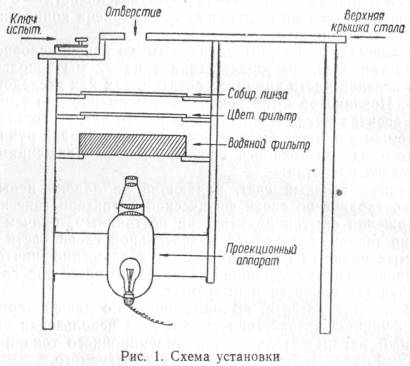 Отверстие
Ключ
испыт.
Верхняя
крышка стола
Собир линза
Цвет. фильтр
Водяной фильтр
Проекционный
аппарат
Рис. 1. Схема установки